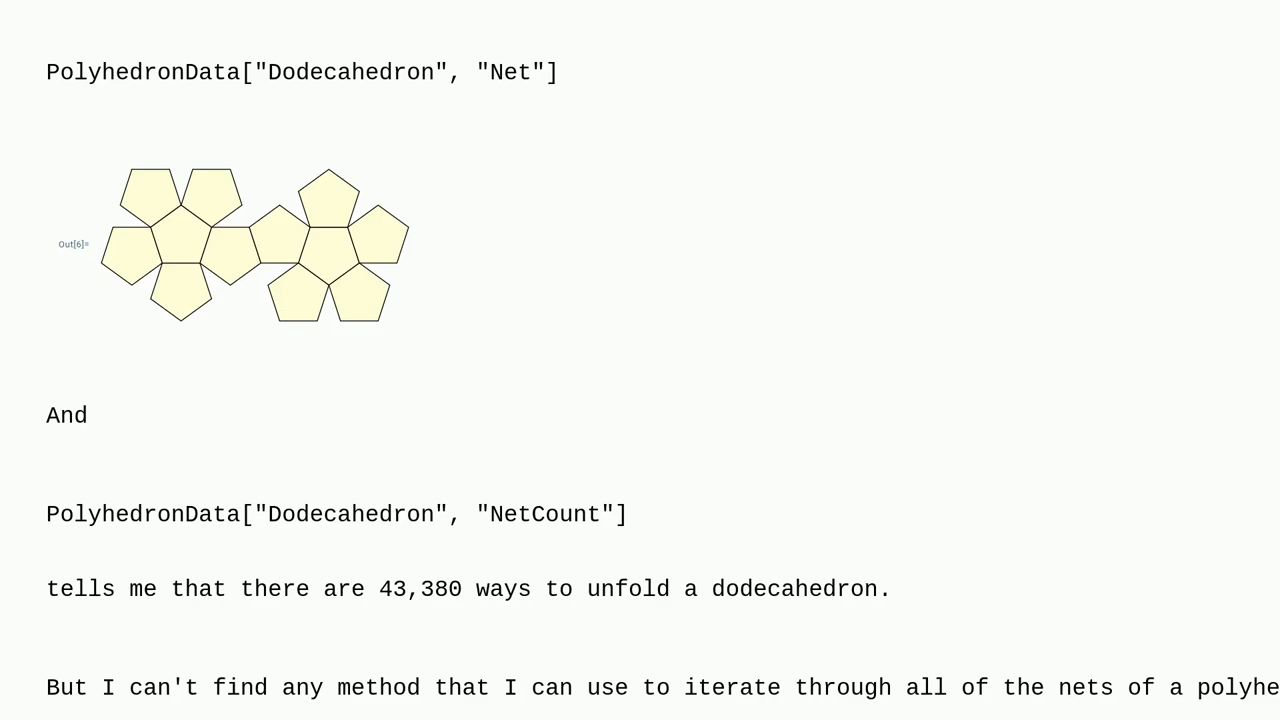 PolyhedronData["Dodecahedron", "Net"]
Out[6]=
And
PolyhedronData["Dodecahedron", "NetCount"]
tells me that there are 43,380 ways to unfold a dodecahedron.
But I can't find any method that I can use to iterate through all of the nets of a polyhe